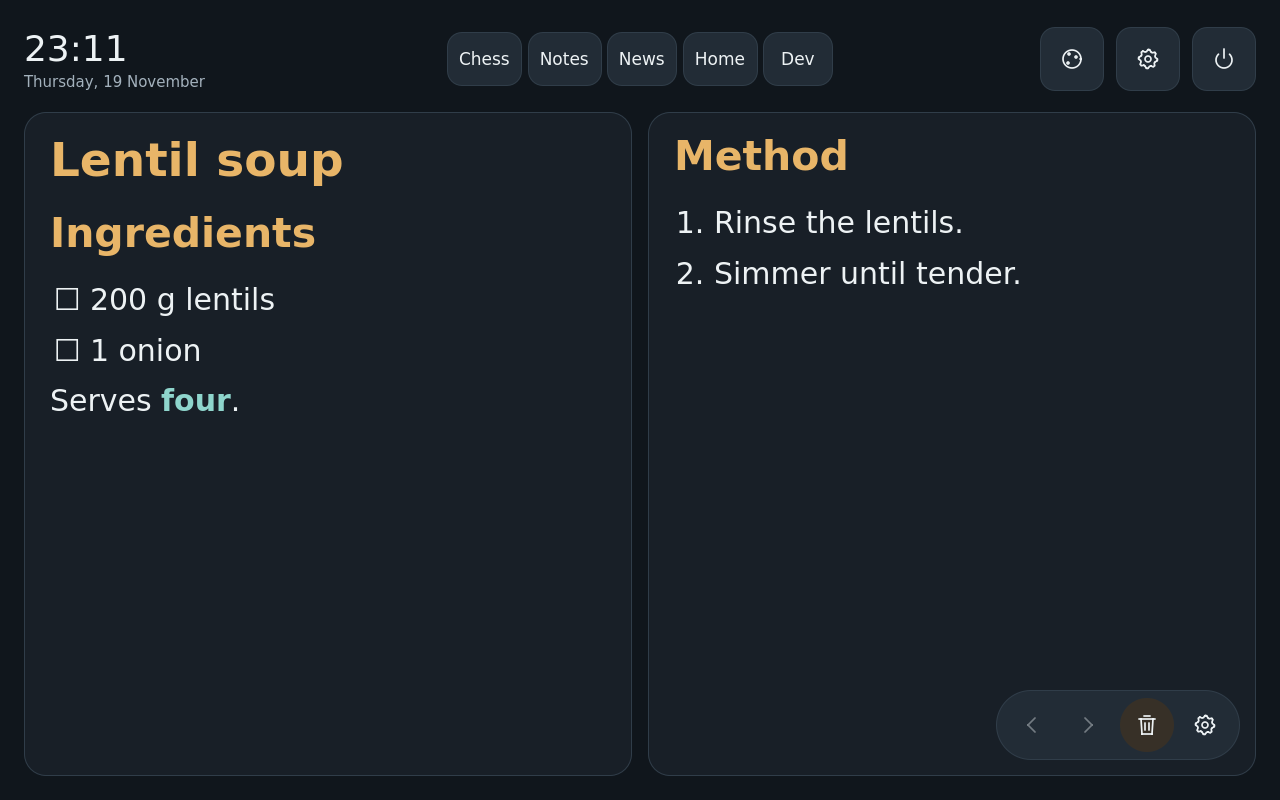 23:11
Thursday, 19 November
Chess
Notes
News
Home
Dev
Lentil soup
Ingredients
☐ 200 g lentils
☐ 1 onion
Serves four.
Method
1. Rinse the lentils.
2. Simmer until tender.